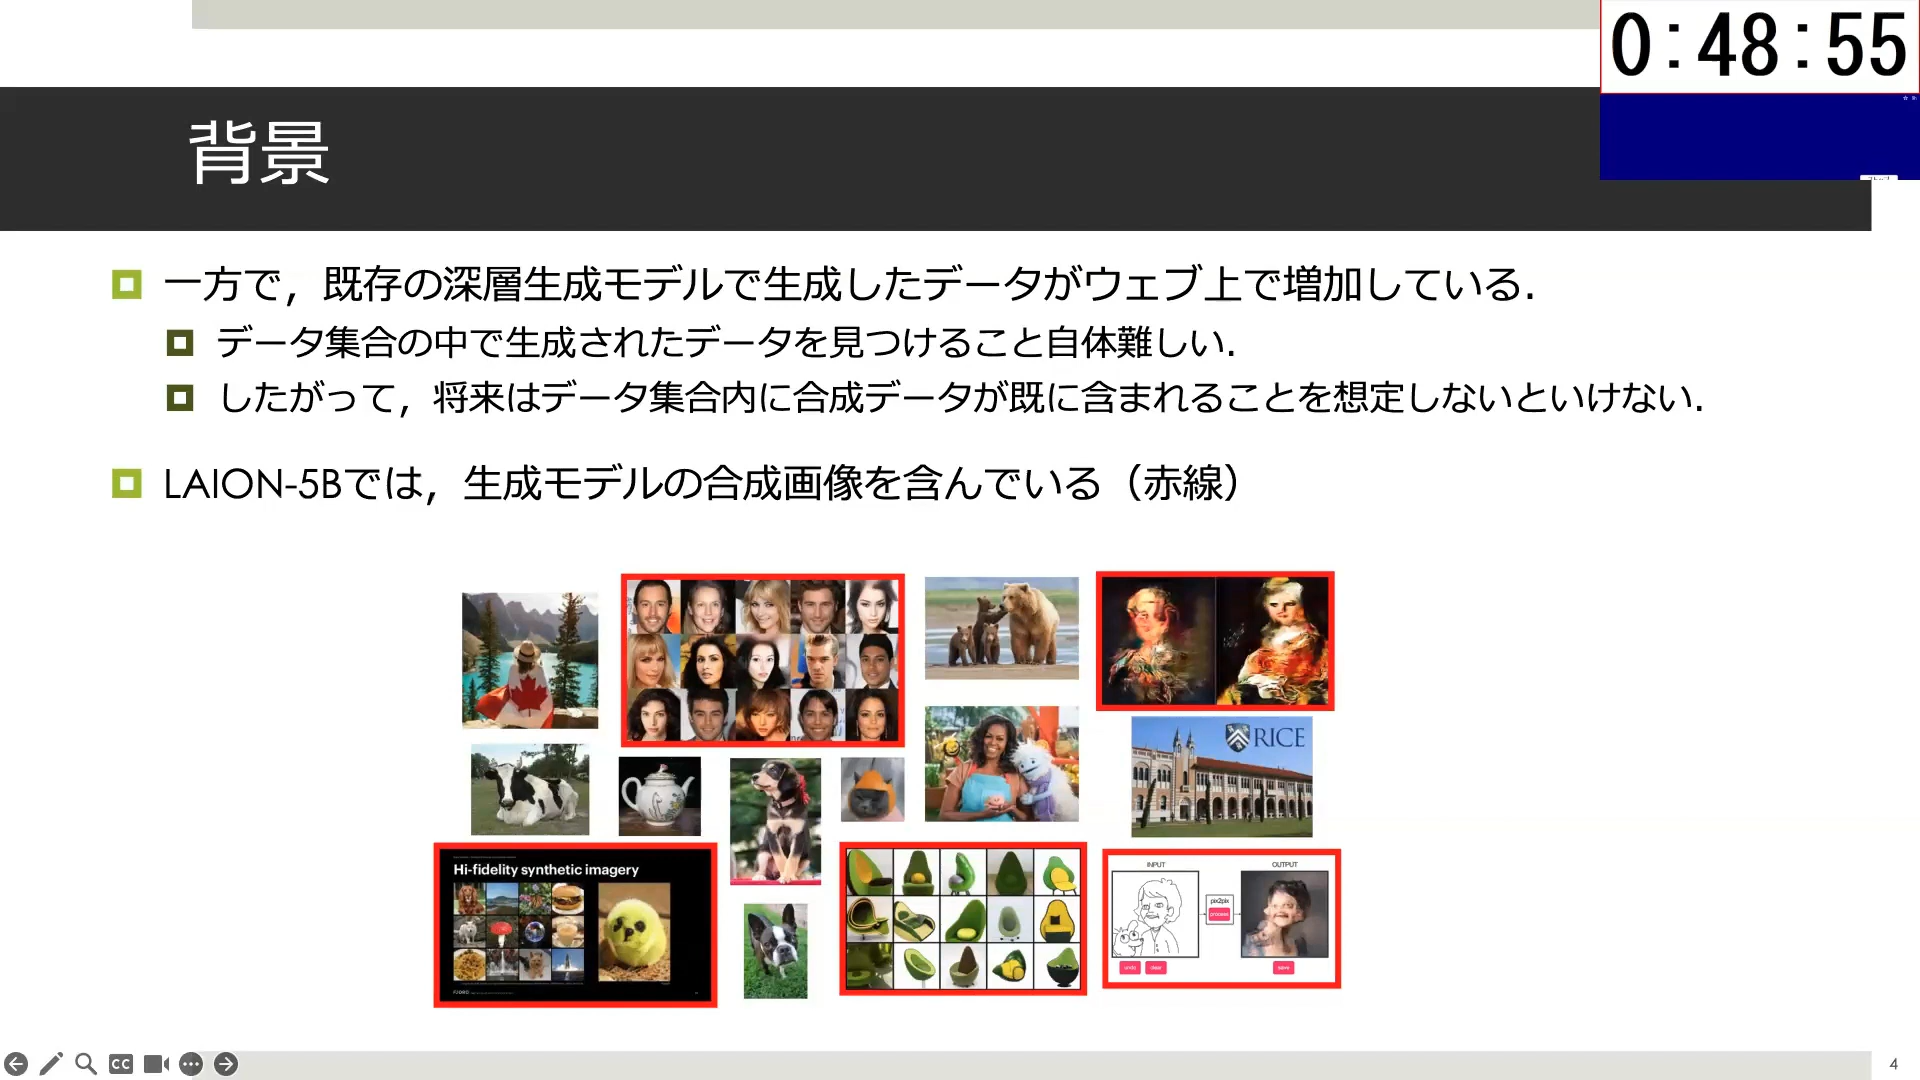 0:48:55
背景
一方で，既存の深層生成モデルで生成したデータがウェブ上で増加している．
データ集合の中で生成されたデータを見つけること自体難しい．
したがって，将来はデータ集合内に合成データが既に含まれることを想定しないといけない．
LAION-5Bでは，生成モデルの合成画像を含んでいる（赤線）
RICE
Hi-fidelity synthetic imagery
INPUT
OUTPUT
pix2pix
process
undo
clear
save
CC
4